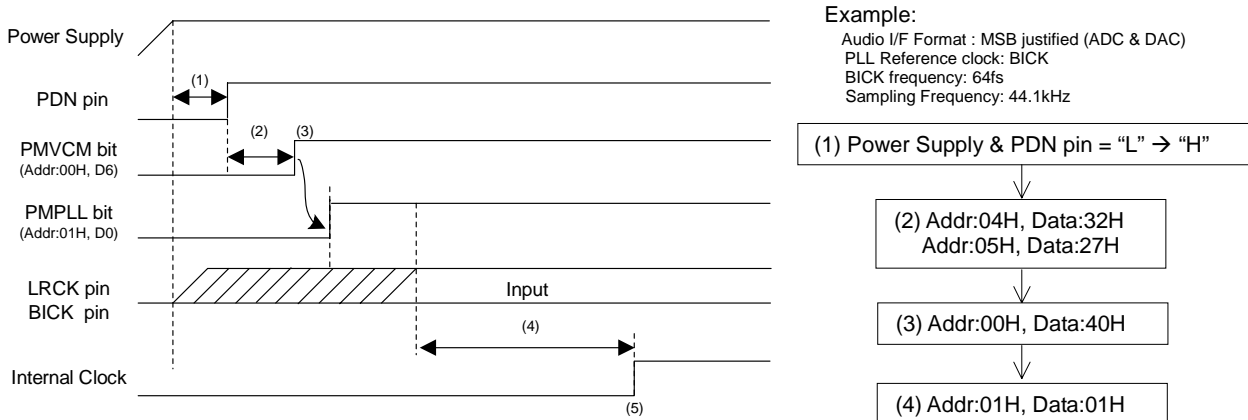 Power Supply
(1)
PDN pin
(2)
(3)
PMVCM bit
(Addr:00H, D6)
PMPLL bit
(Addr:01H, D0)
LRCK pin
BICK pin
Input
(4)
Internal Clock
(5)
Example:
Audio I/F Format : MSB justified (ADC & DAC)
PLL Reference clock: BICK
BICK frequency: 64fs
Sampling Frequency: 44.1kHz
(1) Power Supply & PDN pin = “L” → “H”
(2) Addr:04H, Data:32H
Addr:05H, Data:27H
(3) Addr:00H, Data:40H
(4) Addr:01H, Data:01H